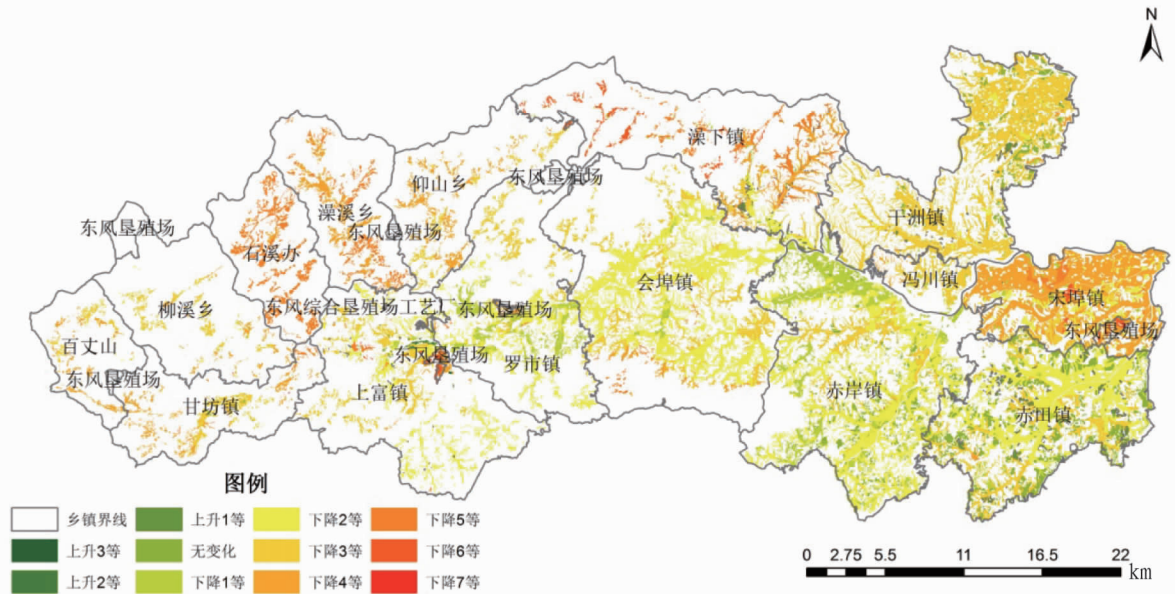 N
澡下镇
仰山乡
东风垦殖场
澡溪乡
东风垦殖场
干洲镇
东风垦殖场
石溪办
会埠镇
冯川镇
宋埠镇
柳溪乡
东风综合垦殖场工艺厂
东风垦殖场
东风垦殖场
百丈山
东风垦殖场
罗市镇
东风垦殖场
甘坊镇
上富镇
赤岸镇
赤田镇
图例
乡镇界线
上升1等
下降2等
下降5等
上升3等
无变化
下降3等
下降6等
上升2等
下降1等
下降4等
下降7等
0 2.75 5.5 11 16.5 22
km